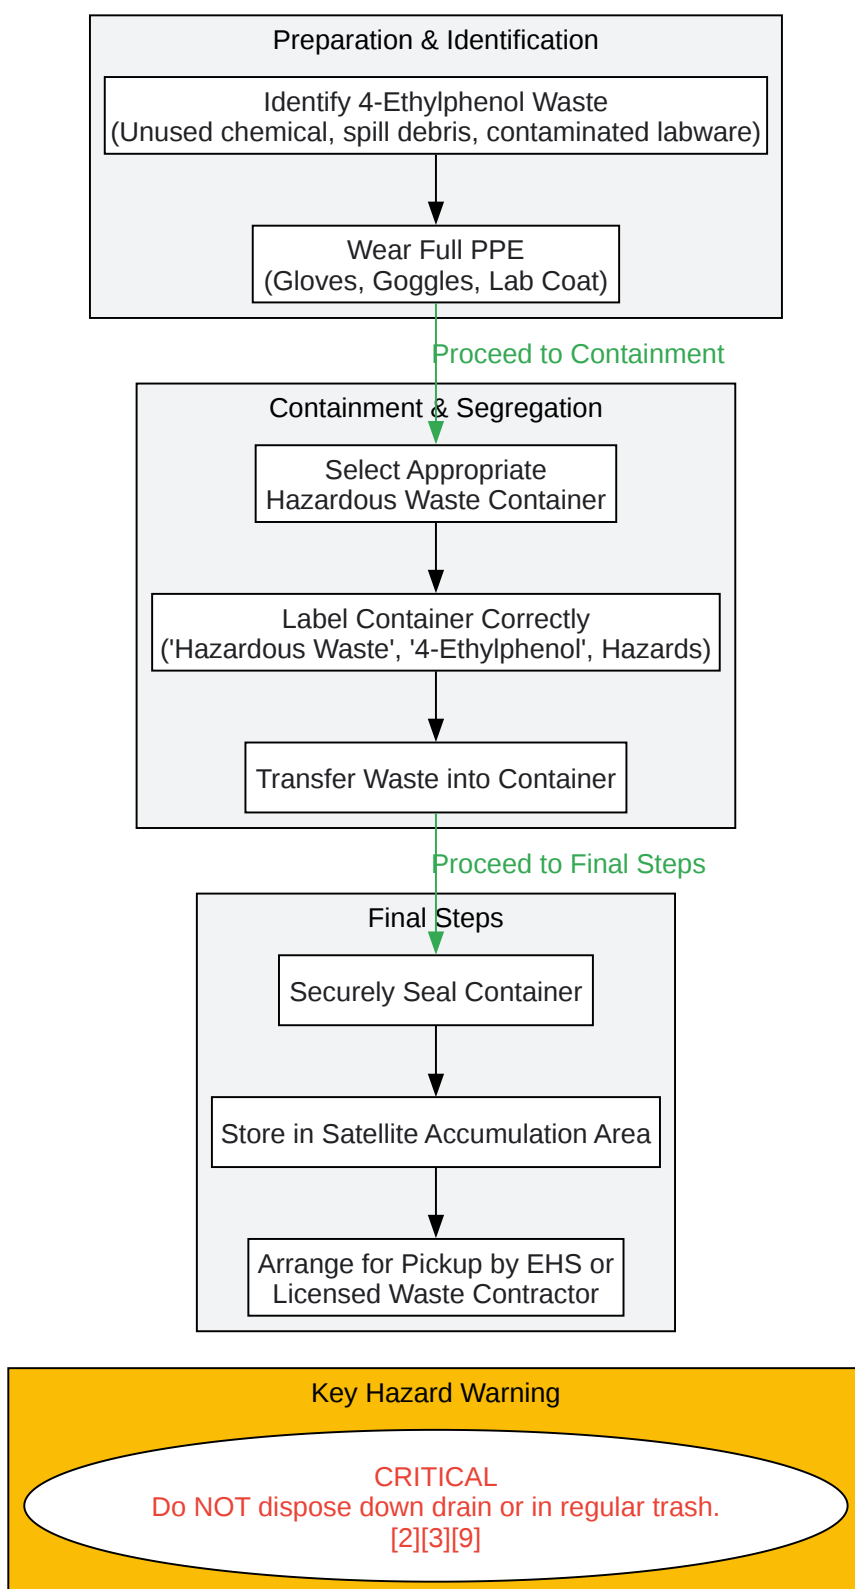 Preparation & Identification
Identify 4-Ethylphenol Waste
(Unused chemical, spill debris, contaminated labware)
Wear Full PPE
(Gloves, Goggles, Lab Coat)
Proceed to Containment
Containment & Segregation
Select Appropriate
Hazardous Waste Container
Label Container Correctly
('Hazardous Waste', '4-Ethylphenol', Hazards)
Transfer Waste into Container
Proceed to Final Steps
Final Steps
Securely Seal Container
Store in Satellite Accumulation Area
Arrange for Pickup by EHS or
Licensed Waste Contractor
Key Hazard Warning
CRITICAL
Do NOT dispose down drain or in regular trash.
[2][3][9]